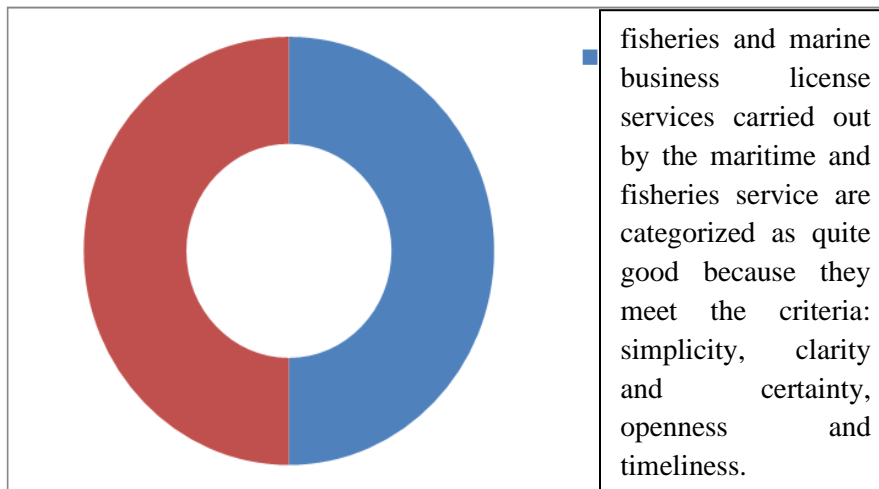 fisheries and marine
business license
services carried out
by the maritime and
fisheries service are
categorized as quite
good because they
meet the criteria:
simplicity, clarity
and certainty,
openness and
timeliness.